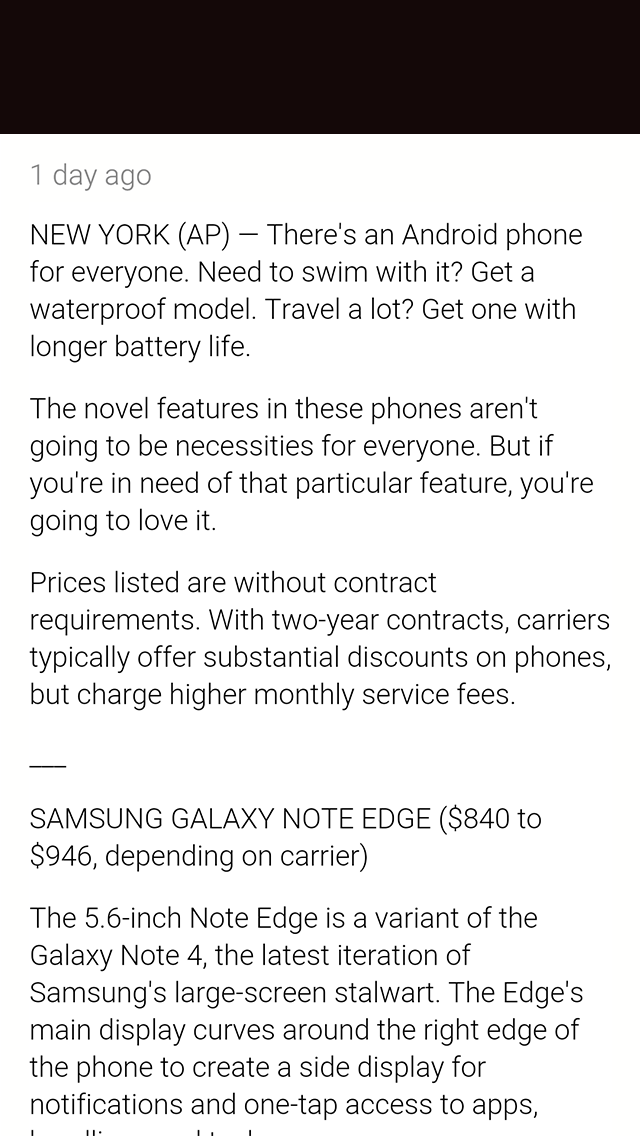 1 day ago
NEW YORK (AP) — There's an Android phone
for everyone. Need to swim with it? Get a
waterproof model. Travel a lot? Get one with
longer battery life.
The novel features in these phones aren't
going to be necessities for everyone. But if
you're in need of that particular feature, you're
going to love it.
Prices listed are without contract
requirements. With two-year contracts, carriers
typically offer substantial discounts on phones,
but charge higher monthly service fees.
___
SAMSUNG GALAXY NOTE EDGE ($840 to
$946, depending on carrier)
The 5.6-inch Note Edge is a variant of the
Galaxy Note 4, the latest iteration of
Samsung's large-screen stalwart. The Edge's
main display curves around the right edge of
the phone to create a side display for
notifications and one-tap access to apps,